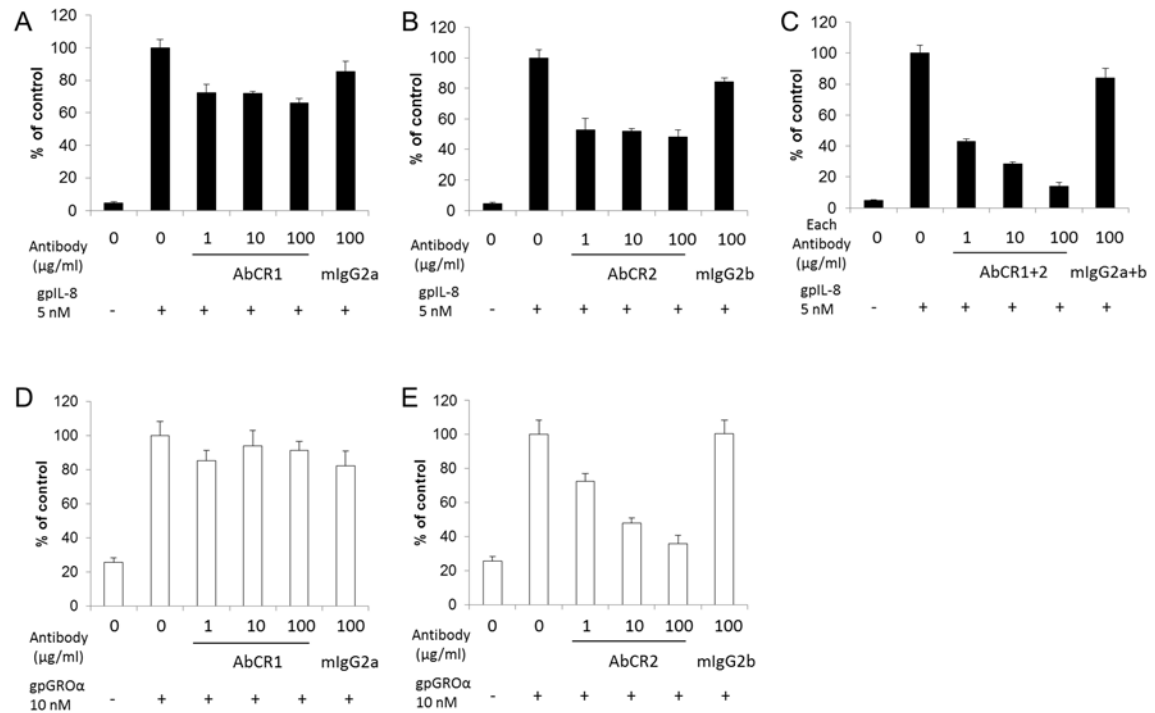 A
120
100
80
60
40
20
0
% of control
0 0 1 10 100 100
Antibody
(µg/ml)
AbCR1 mIgG2a
gpIL-8
5 nM
- + + + + +
B
120
100
80
60
40
20
0
% of control
0 0 1 10 100 100
Antibody
(µg/ml)
AbCR2 mIgG2b
gpIL-8
5 nM
- + + + + +
C
120
100
80
60
40
20
0
% of control
Each
Antibody
(µg/ml)
0 0 1 10 100 100
AbCR1+2 mIgG2a+b
gpIL-8
5 nM
- + + + + +
D
120
100
80
60
40
20
0
% of control
0 0 1 10 100 100
Antibody
(µg/ml)
AbCR1 mIgG2a
gpGROα
10 nM
- + + + + +
E
120
100
80
60
40
20
0
% of control
0 0 1 10 100 100
Antibody
(µg/ml)
AbCR2 mIgG2b
gpGROα
10 nM
- + + + + +